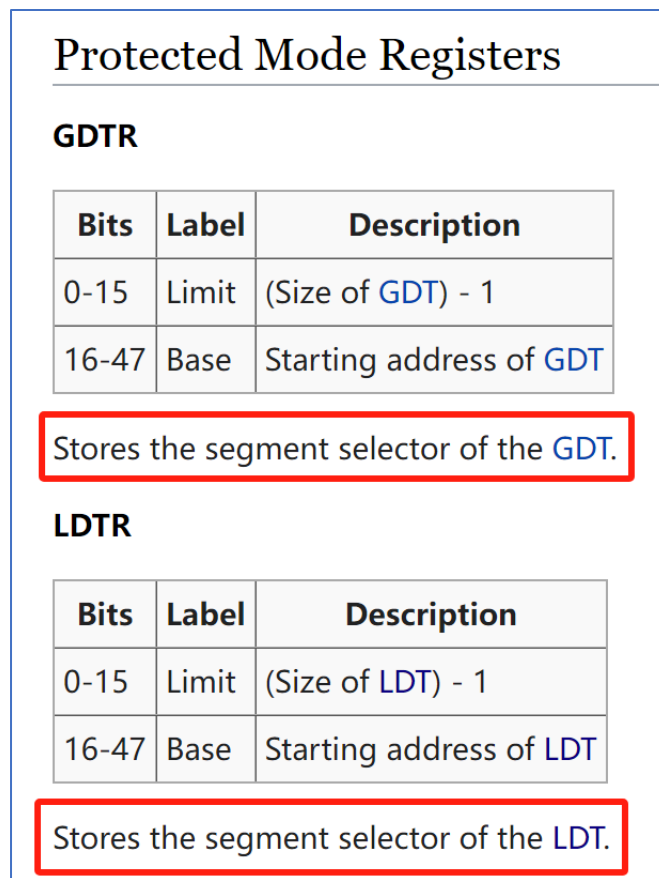 Protected Mode Registers
GDTR
Bits Label Description
0-15 Limit (Size of GDT) - 1
16-47 Base Starting address of GDT
Stores the segment selector of the GDT.
LDTR
Bits Label Description
0-15 Limit (Size of LDT) - 1
16-47 Base Starting address of LDT
Stores the segment selector of the LDT.